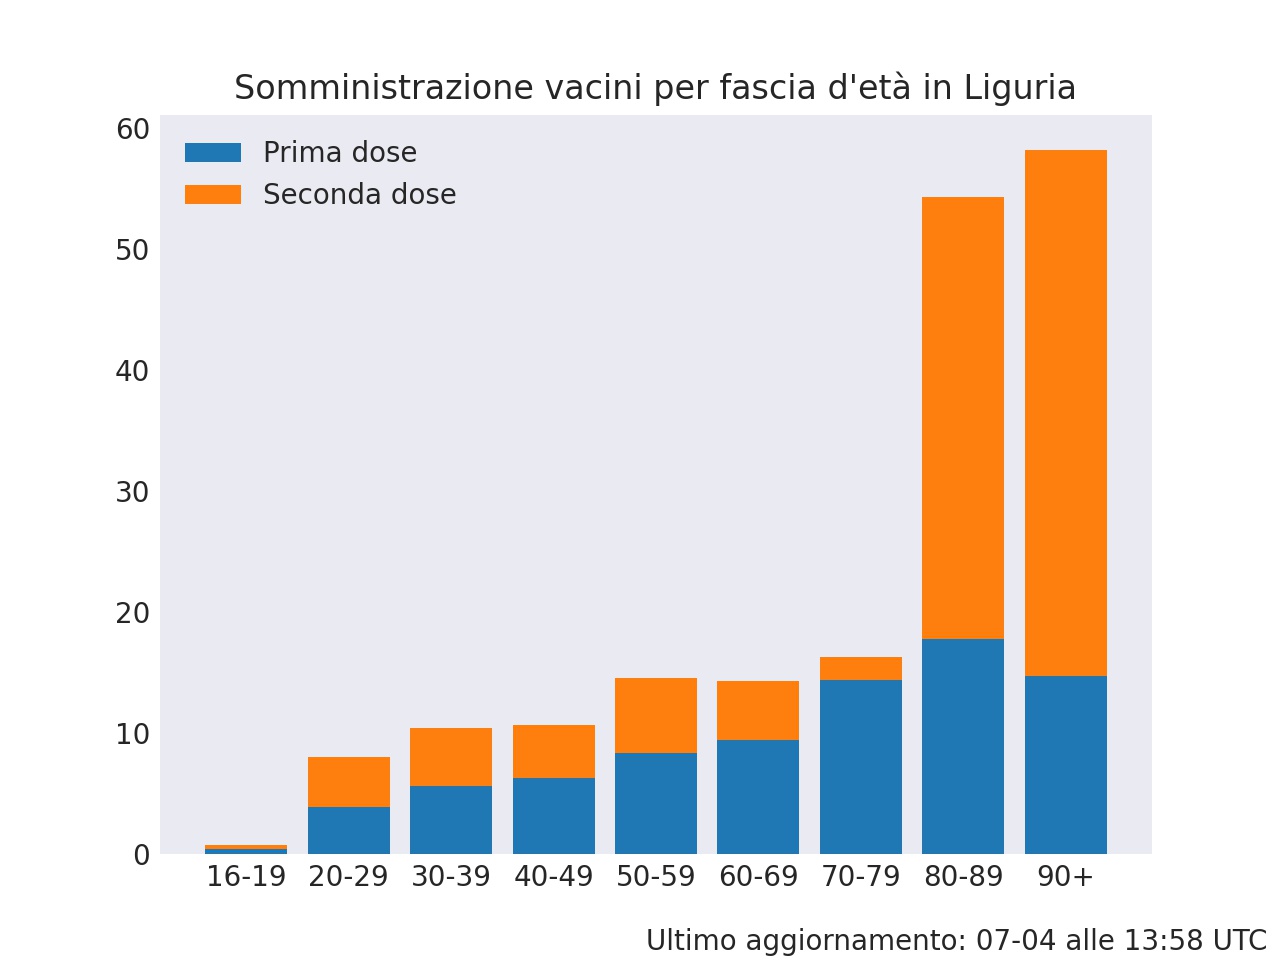 Somministrazione vacini per fascia d'età in Liguria
Prima dose
Seconda dose
60
50
40
30
20
10
0
16-19 20-29 30-39 40-49 50-59 60-69 70-79 80-89 90+
Ultimo aggiornamento: 07-04 alle 13:58 UTC